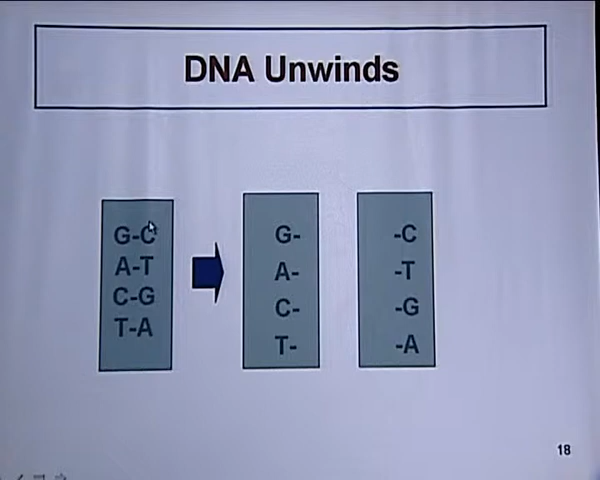 DNA Unwinds
G-C
A-T
C-G
T-A
G-
A-
C-
T-
-C
-T
-G
-A
18